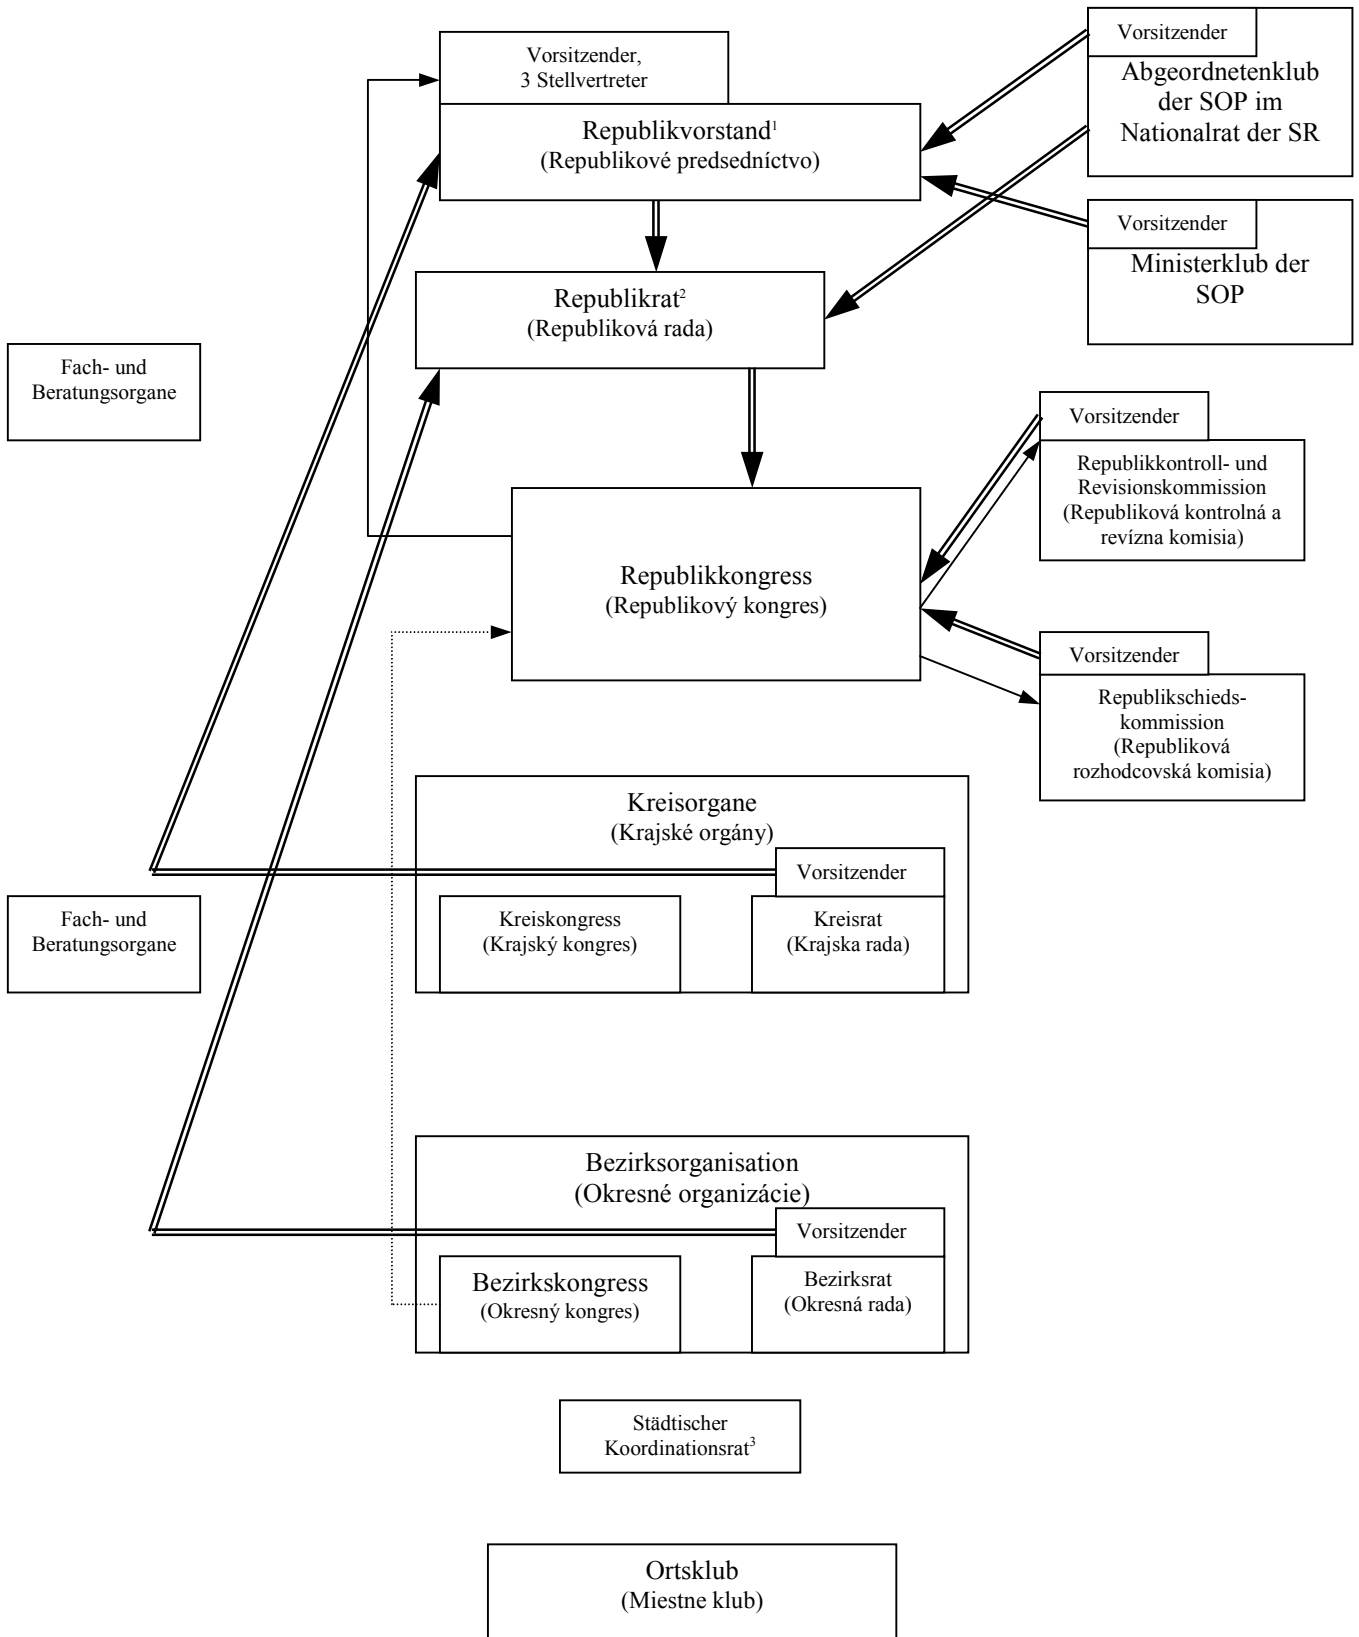 Vorsitzender,
3 Stellvertreter
Republikvorstand¹
(Republikové predsedníctvo)
Vorsitzender
Abgeordnetenklub
der SOP im
Nationalrat der SR
Vorsitzender
Ministerklub der
SOP
Republikrat²
(Republiková rada)
Fach- und
Beratungsorgane
Vorsitzender
Republikkontroll- und
Revisionskommission
(Republiková kontrolná a
revízna komisia)
Republikkongress
(Republikový kongres)
Vorsitzender
Republikschieds-
kommission
(Republiková
rozhodcovská komisia)
Kreisorgane
(Krajské orgány)
Vorsitzender
Kreiskongress
(Krajský kongres)
Kreisrat
(Krajska rada)
Fach- und
Beratungsorgane
Bezirksorganisation
(Okresné organizácie)
Vorsitzender
Bezirkskongress
(Okresný kongres)
Bezirksrat
(Okresná rada)
Städtischer
Koordinationsrat³
Ortsklub
(Miestne klub)